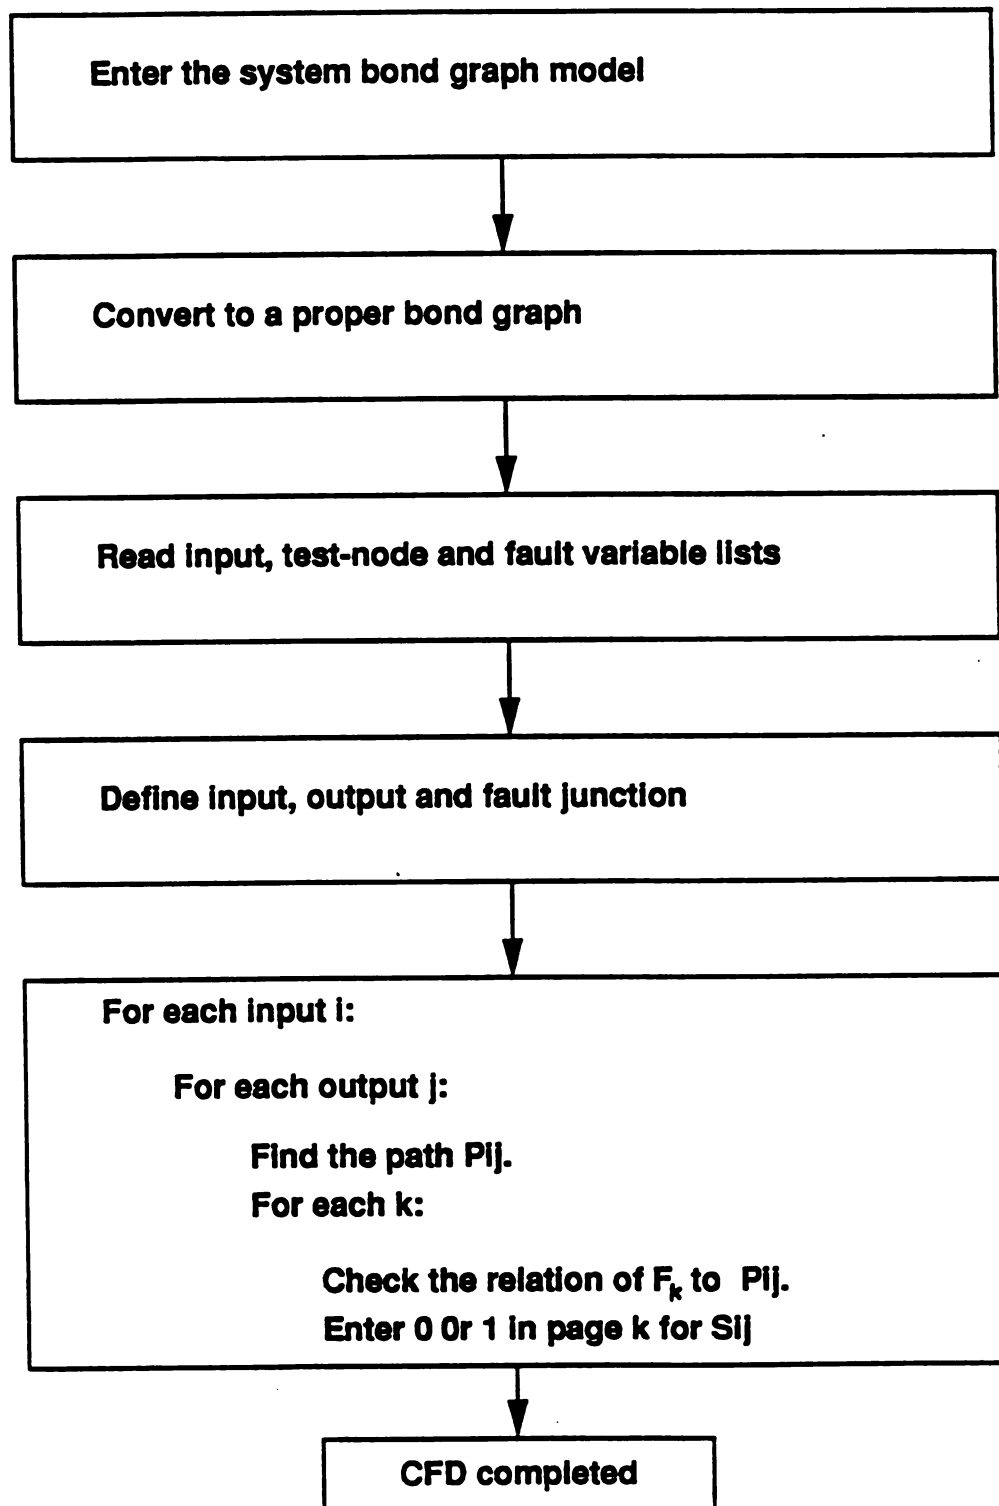 Enter the system bond graph model
Convert to a proper bond graph
Read input, test-node and fault variable lists
Define input, output and fault junction
For each input i:
For each output j:
Find the path Pij.
For each k:
Check the relation of Fk to Pij.
Enter 0 0r 1 in page k for Sij
CFD completed